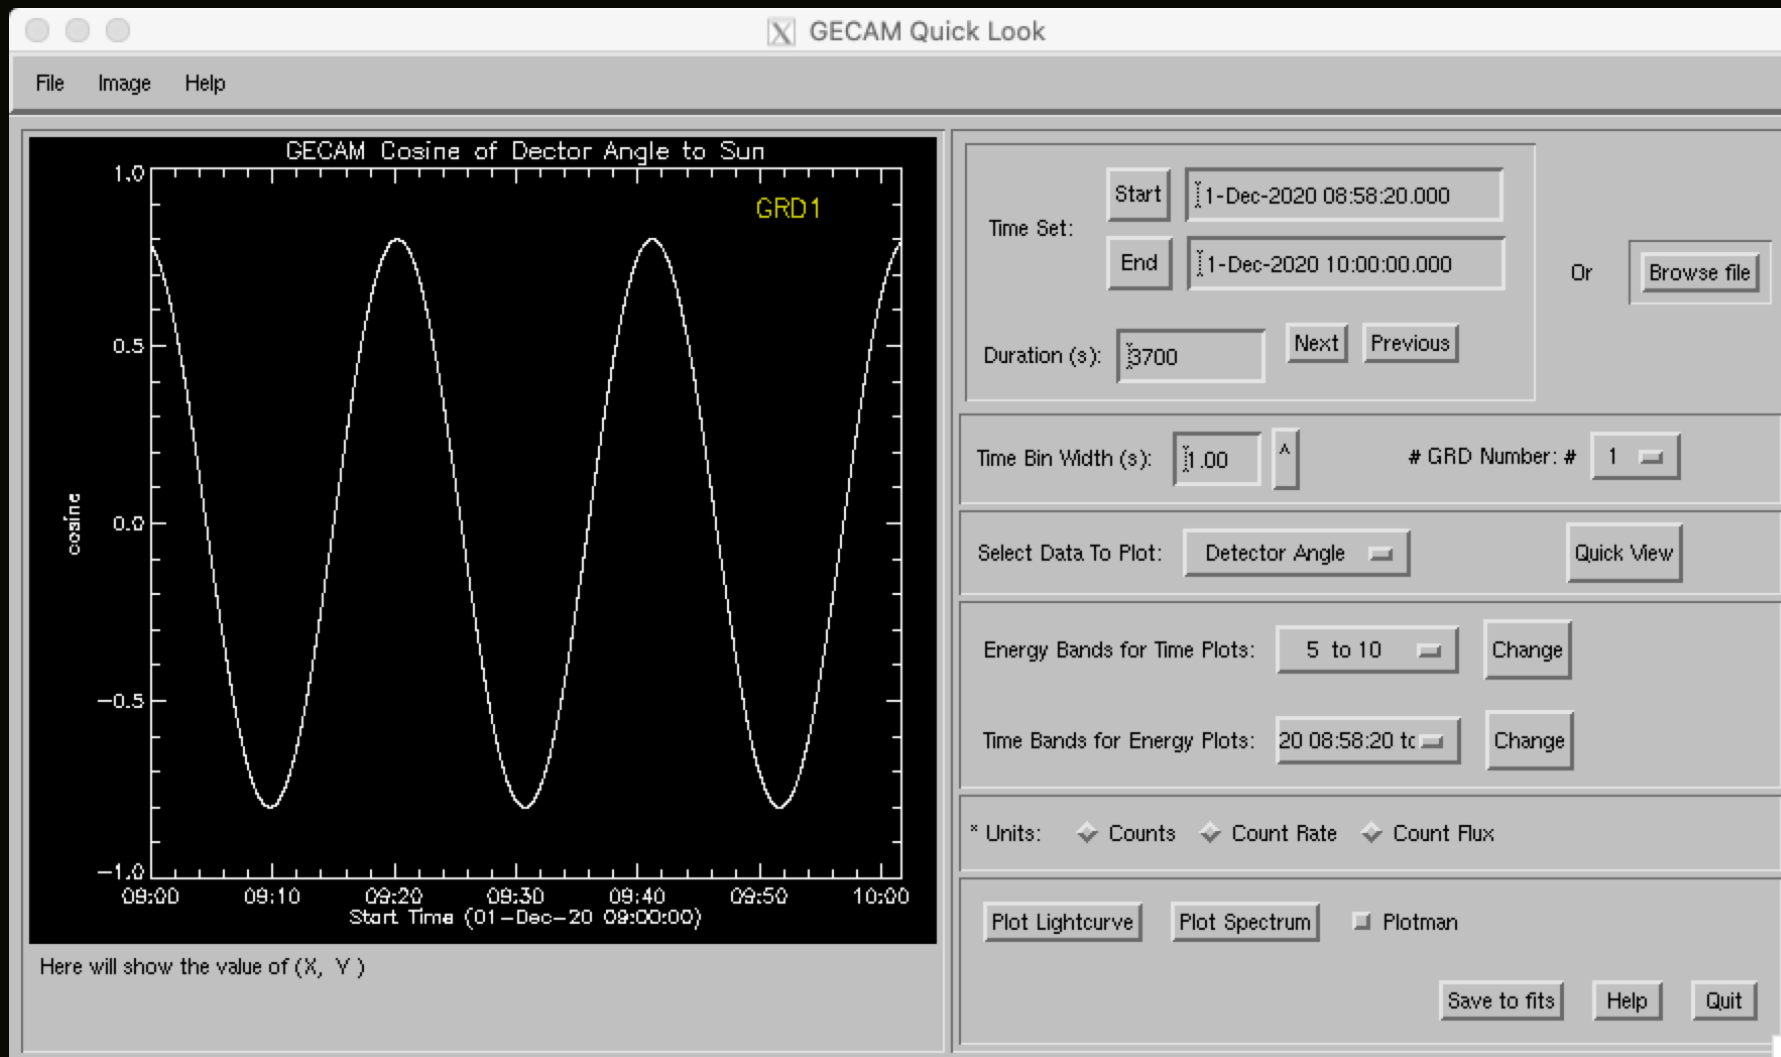 GECAM Quick Look
File Image Help
GECAM Cosine of Dector Angle to Sun
GRD1
1.0
0.5
0.0
-0.5
-1.0
cosine
09:00 09:10 09:20 09:30 09:40 09:50 10:00
Start Time (01-Dec-20 09:00:00)
Here will show the value of (X, Y )
Time Set:
Start 1-Dec-2020 08:58:20.000
End 1-Dec-2020 10:00:00.000
Or Browse file
Duration (s): 3700 Next Previous
Time Bin Width (s): 1.00 ^ # GRD Number: # 1
Select Data To Plot: Detector Angle Quick View
Energy Bands for Time Plots: 5 to 10 Change
Time Bands for Energy Plots: 20 08:58:20 to Change
* Units: Counts Count Rate Count Flux
Plot Lightcurve Plot Spectrum Plotman
Save to fits Help Quit